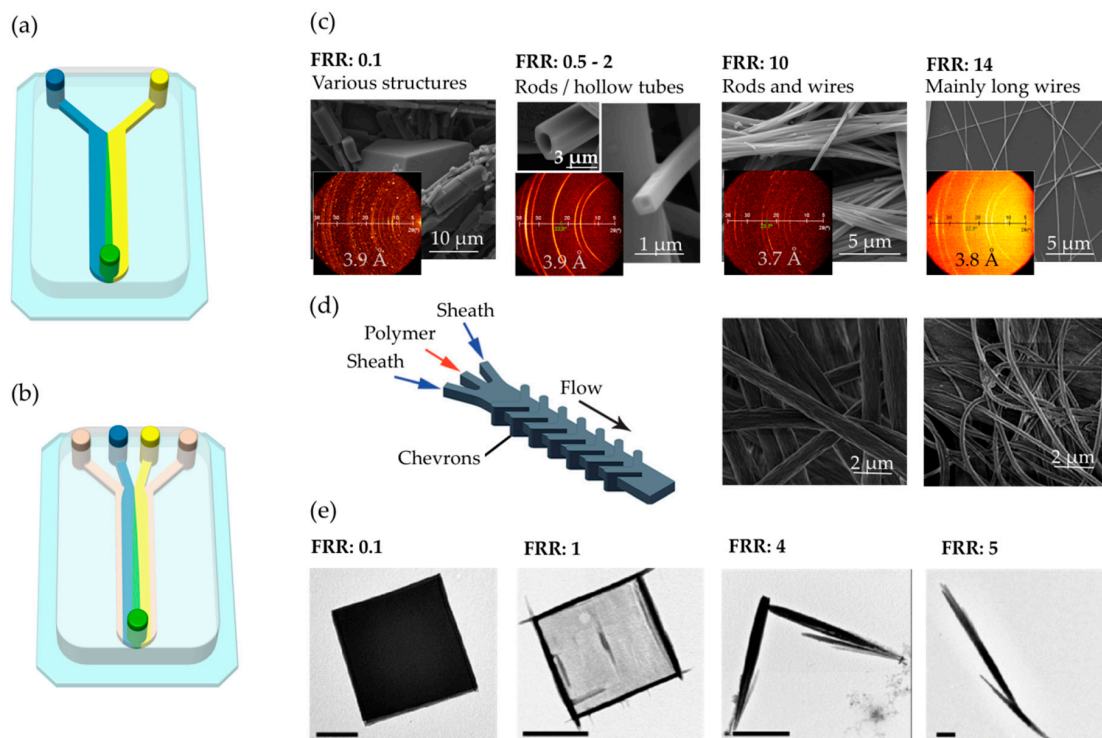 (a)
(b)
(c)
FRR: 0.1
Various structures
10 μm
3.9 Å
FRR: 0.5 - 2
Rods / hollow tubes
3 μm
3.9 Å
1 μm
FRR: 10
Rods and wires
3.7 Å
5 μm
FRR: 14
Mainly long wires
3.8 Å
5 μm
(d)
Sheath
Polymer
Sheath
Flow
Chevrons
2 μm
2 μm
(e)
FRR: 0.1
FRR: 1
FRR: 4
FRR: 5